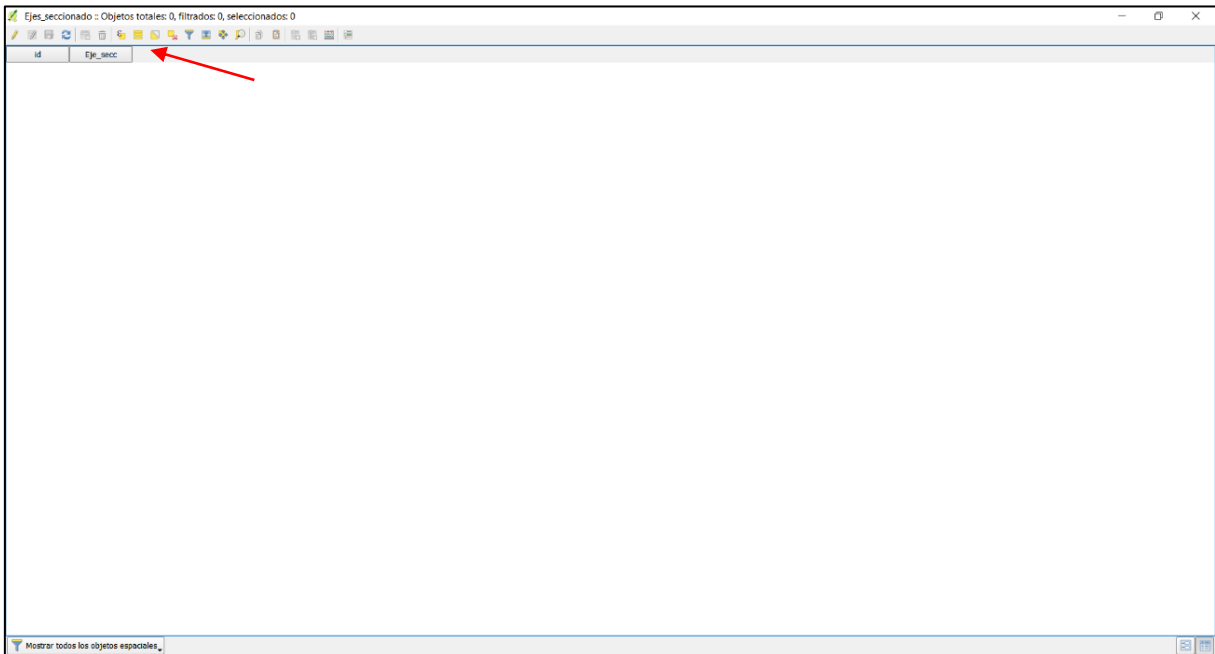 Ejes_seccionado :: Objetos totales: 0, filtrados: 0, seleccionados: 0
id Eje_secc
Mostrar todos los objetos espaciales